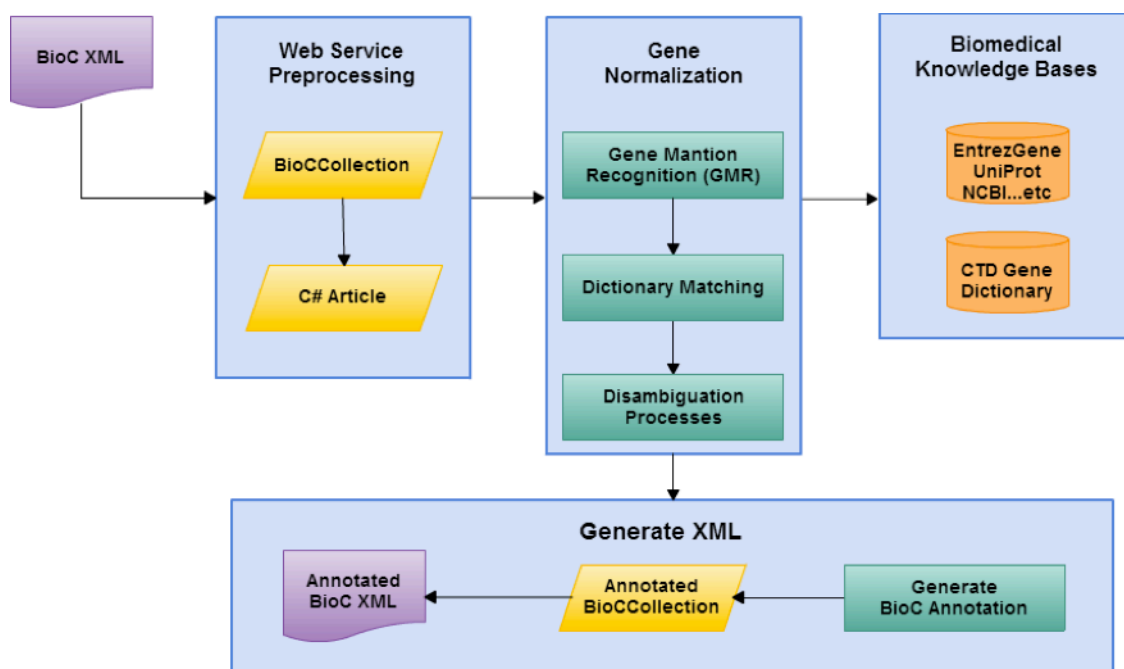 BioC XML
Web Service
Preprocessing
BioCCollection
C# Article
Gene
Normalization
Gene Mantion
Recognition (GMR)
Dictionary Matching
Disambiguation
Processes
Biomedical
Knowledge Bases
EntrezGene
UniProt
NCBI...etc
CTD Gene
Dictionary
Generate XML
Annotated
BioC XML
Annotated
BioCCollection
Generate
BioC Annotation